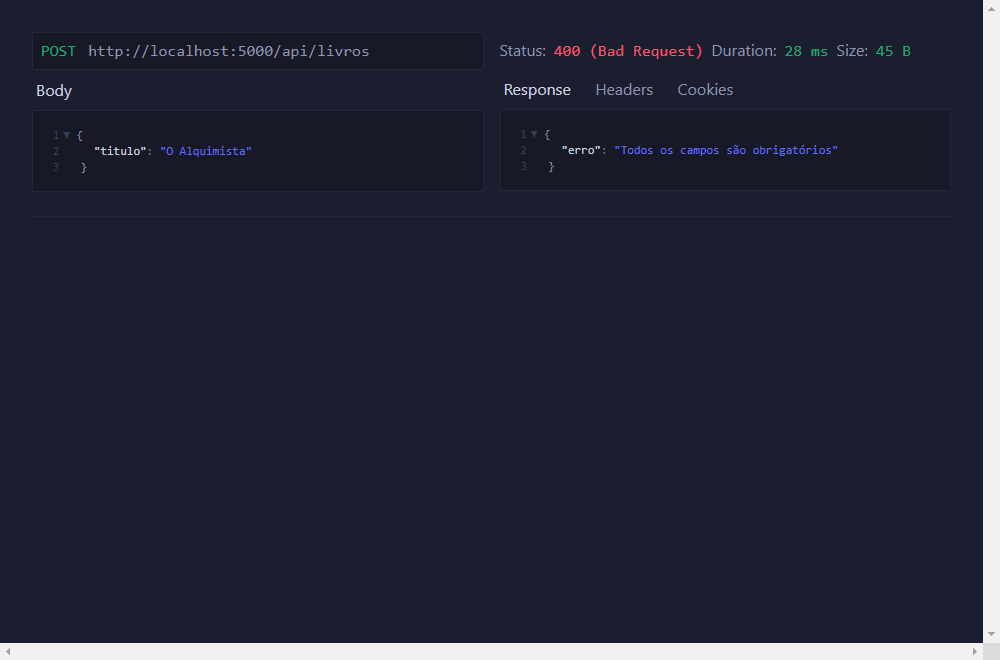 POST http://localhost:5000/api/livros
Body
1 {
2 "titulo": "O Alquimista"
3 }
Status: 400 (Bad Request) Duration: 28 ms Size: 45 B
Response Headers Cookies
1 {
2 "erro": "Todos os campos são obrigatórios"
3 }